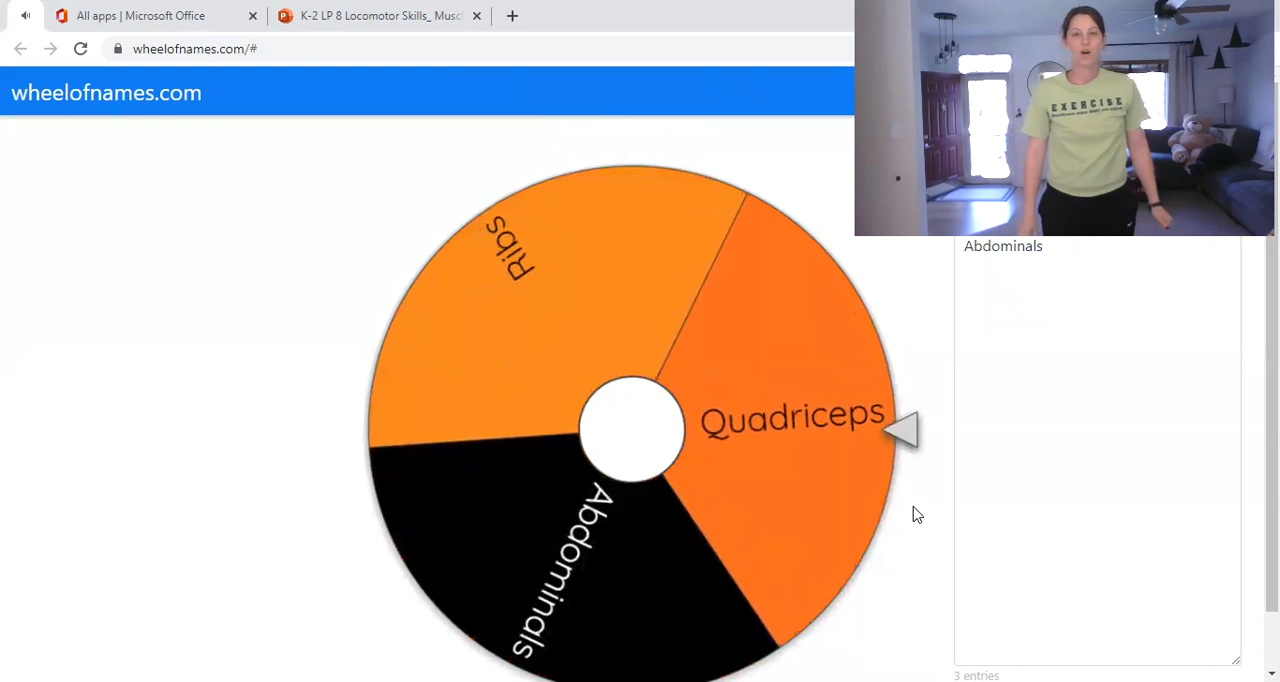 All apps | Microsoft Office
K-2 LP 8 Locomotor Skills_ Musc
wheelofnames.com/#
wheelofnames.com
EXERCISE
Ribs
Quadriceps
Abdominals
Abdominals
3 entries